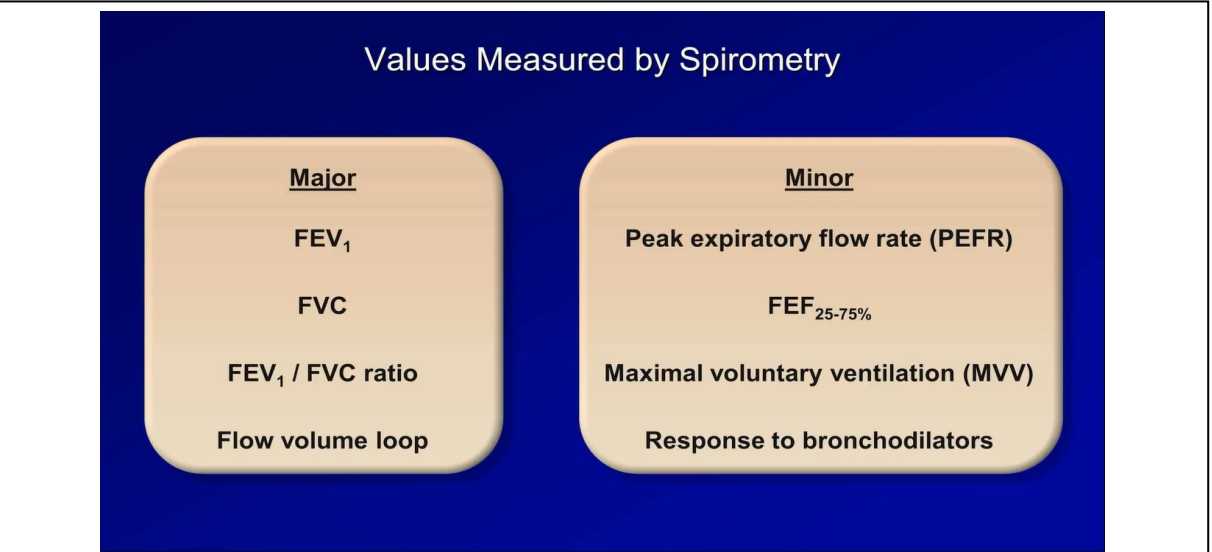 Values Measured by Spirometry
Major
FEV₁
FVC
FEV₁ / FVC ratio
Flow volume loop
Minor
Peak expiratory flow rate (PEFR)
FEF₂₅₋₇₅%
Maximal voluntary ventilation (MVV)
Response to bronchodilators